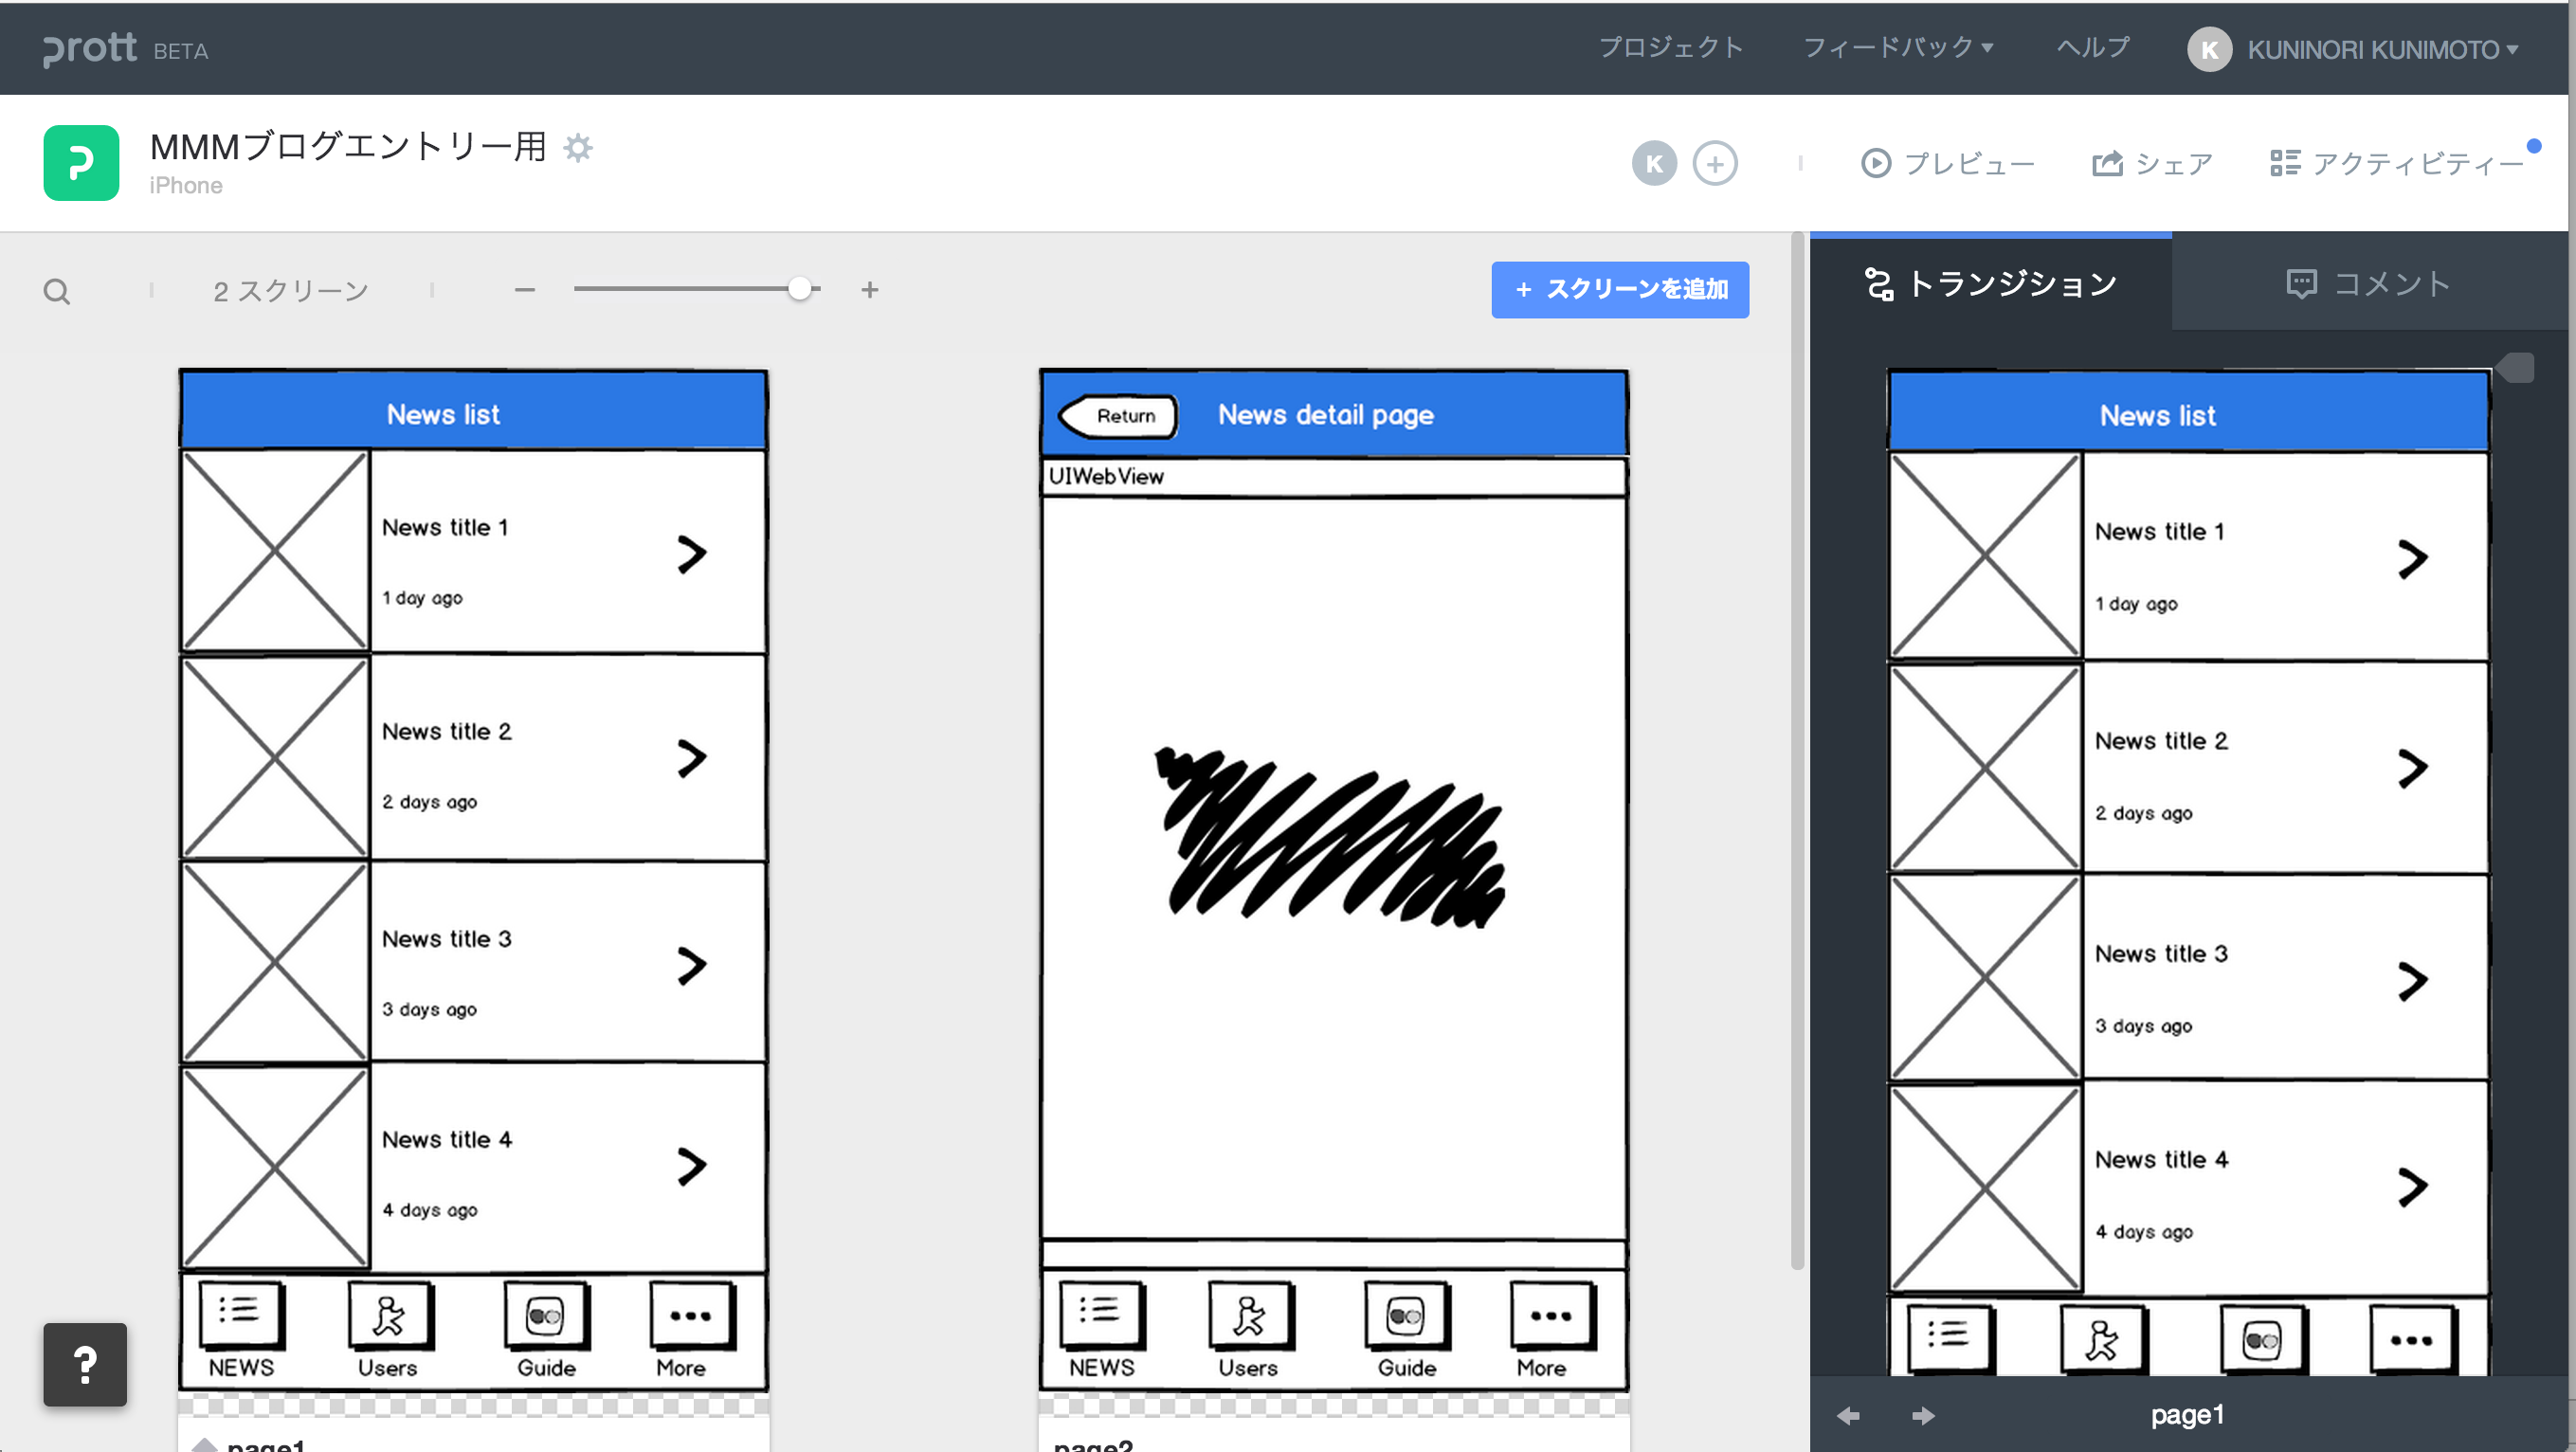 prott BETA
プロジェクト
フィードバック
ヘルプ
K
KUNINORI KUNIMOTO
MMMブログエントリー用
iPhone
K
プレビュー
シェア
アクティビティー
2 スクリーン
+ スクリーンを追加
トランジション
コメント
News list
News title 1
1 day ago
News title 2
2 days ago
News title 3
3 days ago
News title 4
4 days ago
NEWS
Users
Guide
More
page1
Return
News detail page
UIWebView
NEWS
Users
Guide
More
page2
News list
News title 1
1 day ago
News title 2
2 days ago
News title 3
3 days ago
News title 4
4 days ago
page1
?